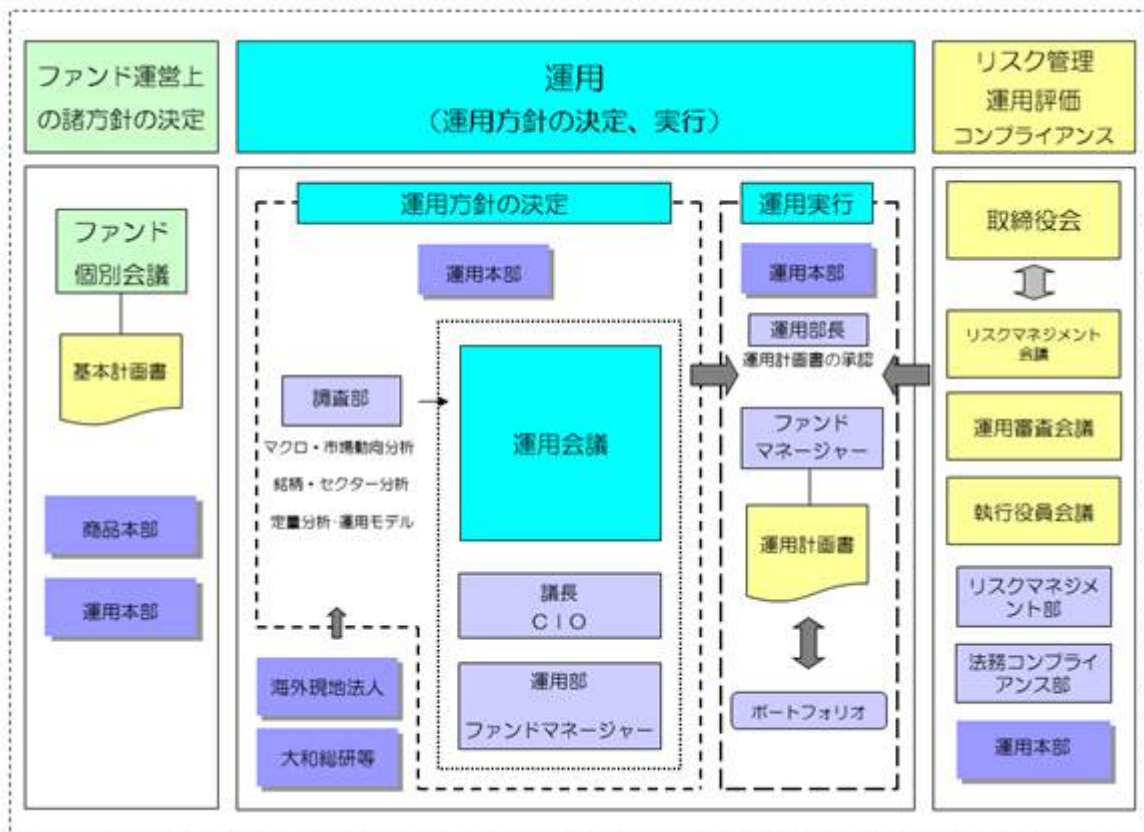 ファンド運営上
の諸方針の決定
運用
（運用方針の決定、実行）
リスク管理
運用評価
コンプライアンス
ファンド
個別会議
基本計画書
商品本部
運用本部
運用方針の決定
運用本部
調査部
マクロ・市場動向分析
銘柄・セクター分析
定量分析・運用モデル
運用会議
議長
ＣＩＯ
運用部
ファンドマネージャー
海外現地法人
大和総研等
運用実行
運用本部
運用部長
運用計画書の承認
ファンド
マネージャー
運用計画書
ポートフォリオ
取締役会
リスクマネジメント
会議
運用審査会議
執行役員会議
リスクマネジメ
ント部
法務コンプライ
アンス部
運用本部